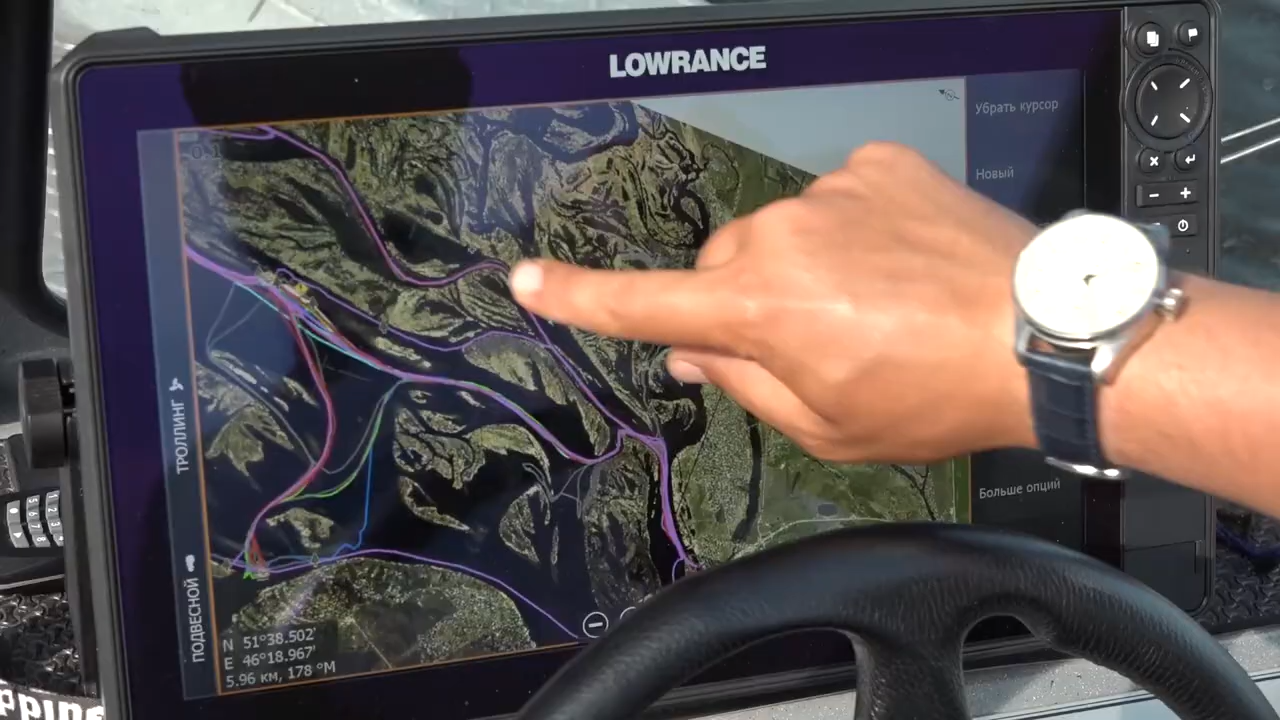 LOWRANCE
Убрать курсор
Новый
Больше опций
ТРОЛЛИНГ
ПОДВЕСНОЙ
N 51°38.502'
E 46°18.967'
5.96 км, 178 °M